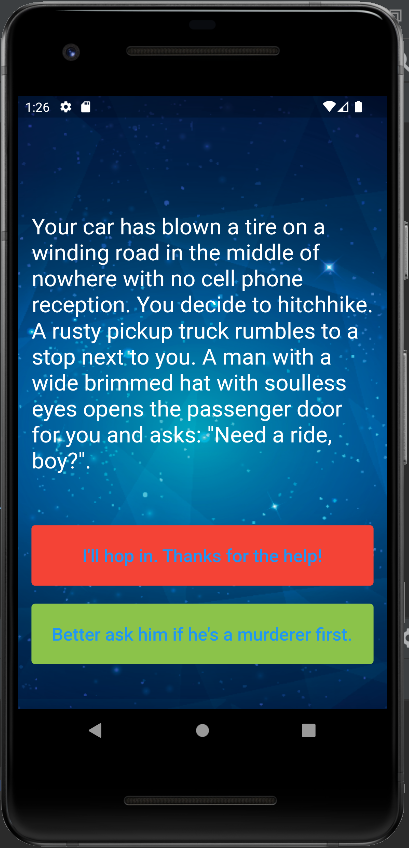 1:26
Your car has blown a tire on a
winding road in the middle of
nowhere with no cell phone
reception. You decide to hitchhike.
A rusty pickup truck rumbles to a
stop next to you. A man with a
wide brimmed hat with soulless
eyes opens the passenger door
for you and asks: "Need a ride,
boy?".
I'll hop in. Thanks for the help!
Better ask him if he's a murderer first.